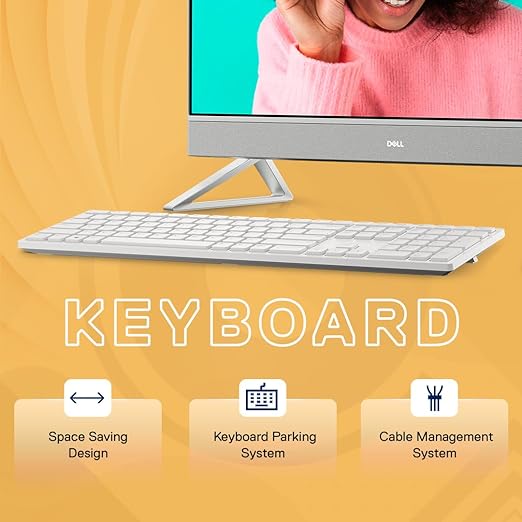 DELL
KEYBOARD
Space Saving
Design
Keyboard Parking
System
Cable Management
System